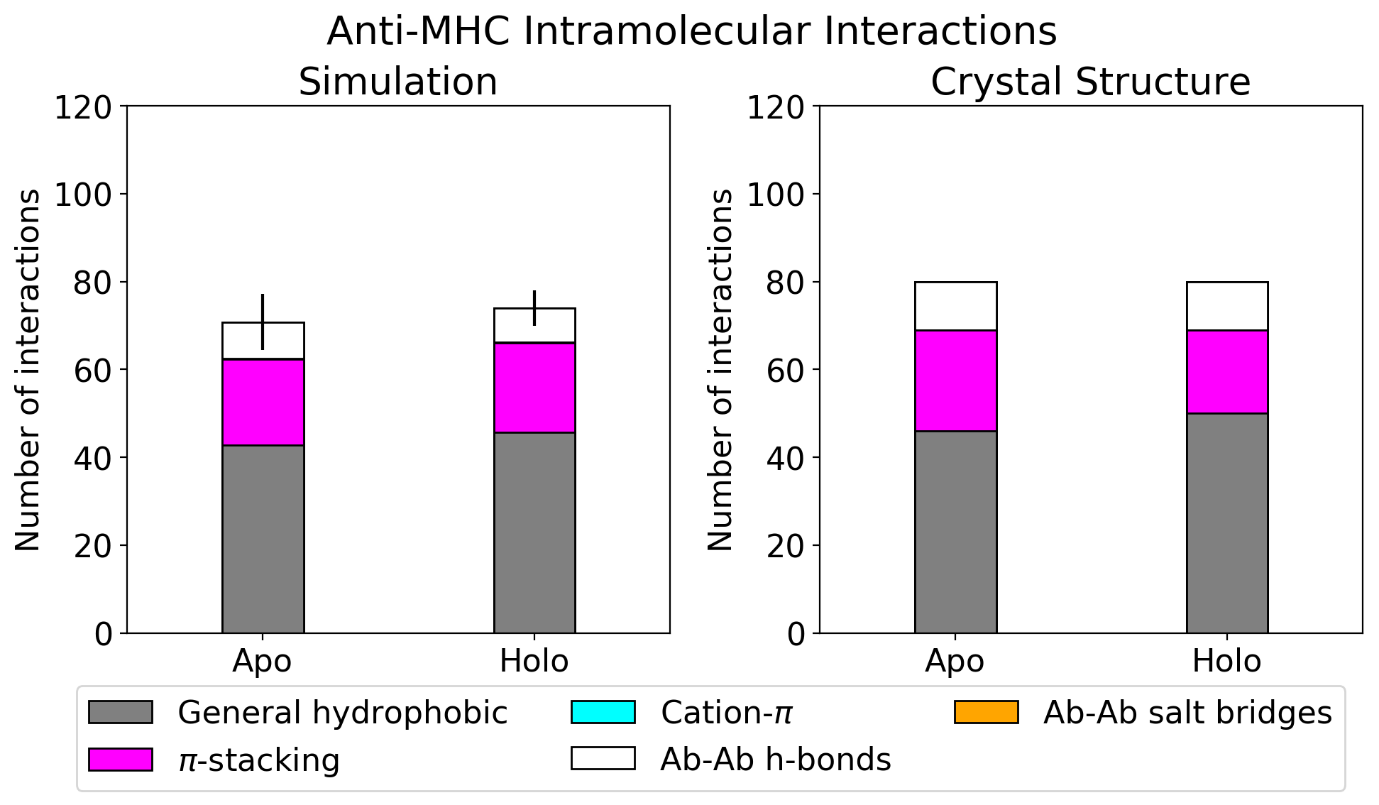 Anti-MHC Intramolecular Interactions
Simulation
Crystal Structure
Number of interactions
120
100
80
60
40
20
0
Apo
Holo
Number of interactions
120
100
80
60
40
20
0
Apo
Holo
General hydrophobic
π-stacking
Cation-π
Ab-Ab h-bonds
Ab-Ab salt bridges